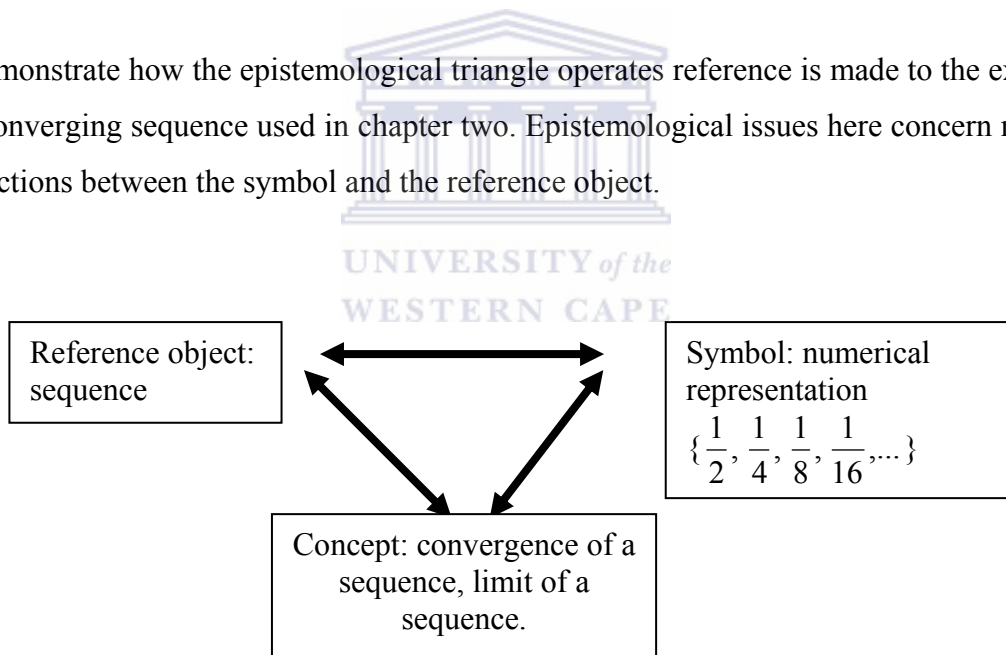 monstrate how the epistemological triangle operates reference is made to the ex
onverging sequence used in chapter two. Epistemological issues here concern
ctions between the symbol and the reference object.
UNIVERSITY of the
WESTERN CAPE
Reference object:
sequence
Symbol: numerical
representation
{1/2, 1/4, 1/8, 1/16,...}
Concept: convergence of a
sequence, limit of a
sequence.